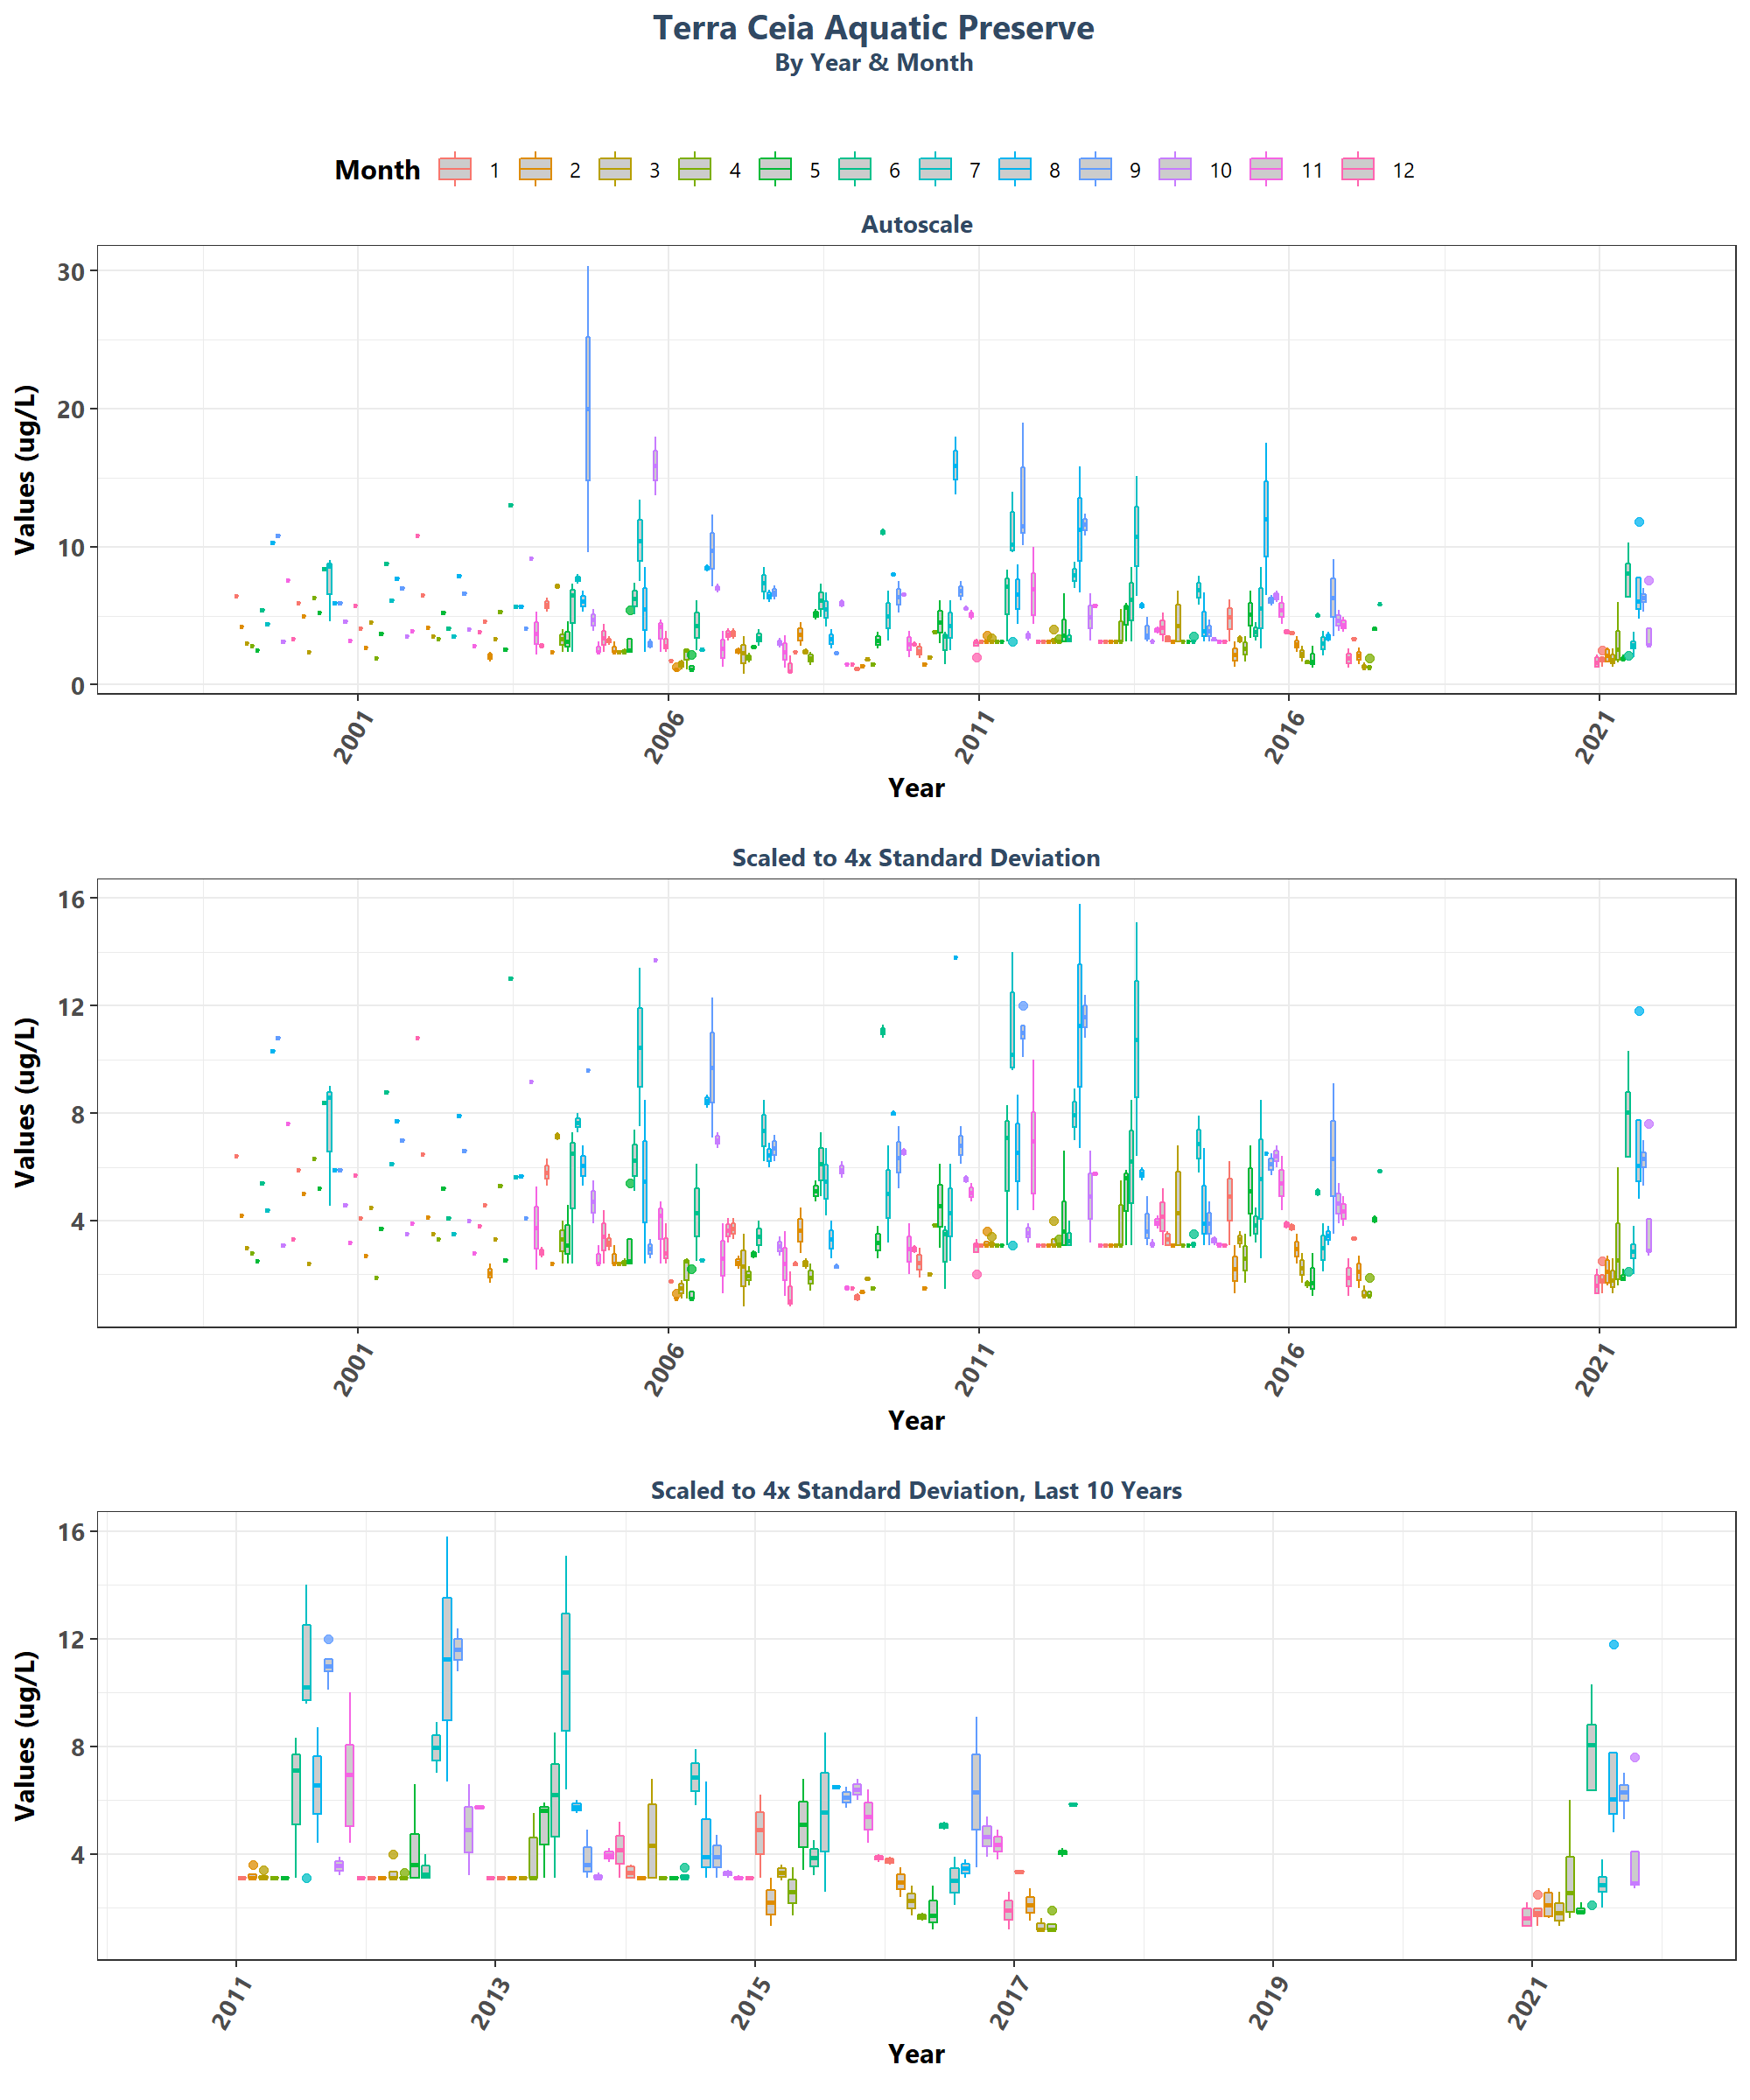 Terra Ceia Aquatic Preserve
By Year & Month
Month 1 2 3 4 5 6 7 8 9 10 11 12
Autoscale
Values (ug/L)
30
20
10
0
2001 2006 2011 2016 2021
Year
Scaled to 4x Standard Deviation
Values (ug/L)
16
12
8
4
2001 2006 2011 2016 2021
Year
Scaled to 4x Standard Deviation, Last 10 Years
Values (ug/L)
16
12
8
4
2011 2013 2015 2017 2019 2021
Year